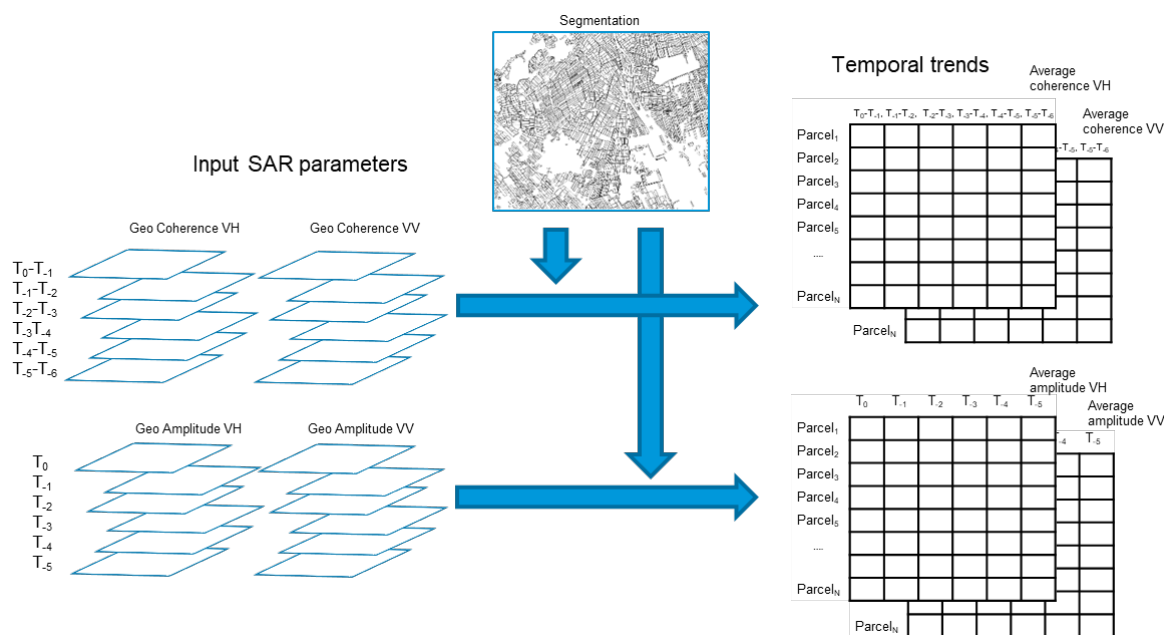 Segmentation
Temporal trends
Average
coherence VH
Average
coherence VV
T₀-T₋₁, T₋₁-T₋₂, T₋₂-T₋₃, T₋₃-T₋₄, T₋₄-T₋₅, T₋₅-T₋₆
-T₋₅, T₋₅-T₋₆
Parcel₁
Parcel₂
Parcel₃
Parcel₄
Parcel₅
....
Parcel_N
Parcel_N
Input SAR parameters
Geo Coherence VH
Geo Coherence VV
T₀-T₋₁
T₋₁-T₋₂
T₋₂-T₋₃
T₋₃T₋₄
T₋₄-T₋₅
T₋₅-T₋₆
Geo Amplitude VH
Geo Amplitude VV
T₀
T₋₁
T₋₂
T₋₃
T₋₄
T₋₅
Average
amplitude VH
Average
amplitude VV
T₀ T₋₁ T₋₂ T₋₃ T₋₄ T₋₅
₋₄ T₋₅
Parcel₁
Parcel₂
Parcel₃
Parcel₄
Parcel₅
....
Parcel_N
Parcel_N